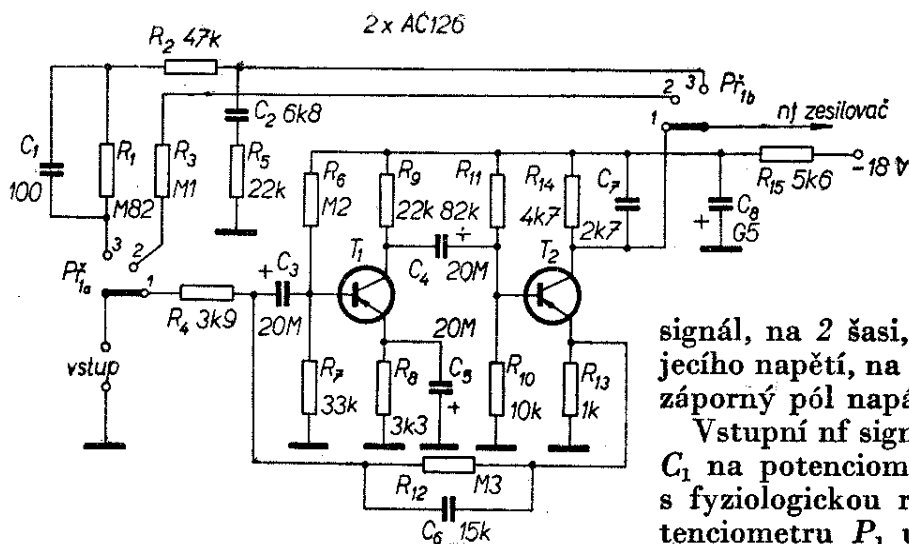 2 x AC126
R2 47k
C1
100
R1
M82
R3
M1
C2 6k8
R5
22k
R6
M2
R9
22k
R11
82k
R14
4k7
C7
2k7
3
2
1
Př1b
nf zesilovač
R15 5k6
-18 V
+ C8
G5
3
2
1
Př1a
vstup
R4 3k9
+ C3
20M
T1
C4
+
20M
T2
R7
33k
R8
3k3
20M
C5
+
R10
10k
R13
1k
R12 M3
C6 15k
signál, na 2 šasi,
jecího napětí, na
záporný pól napá
Vstupní nf sign
C1 na potenciom
s fyziologickou r
tenciometru P1 u